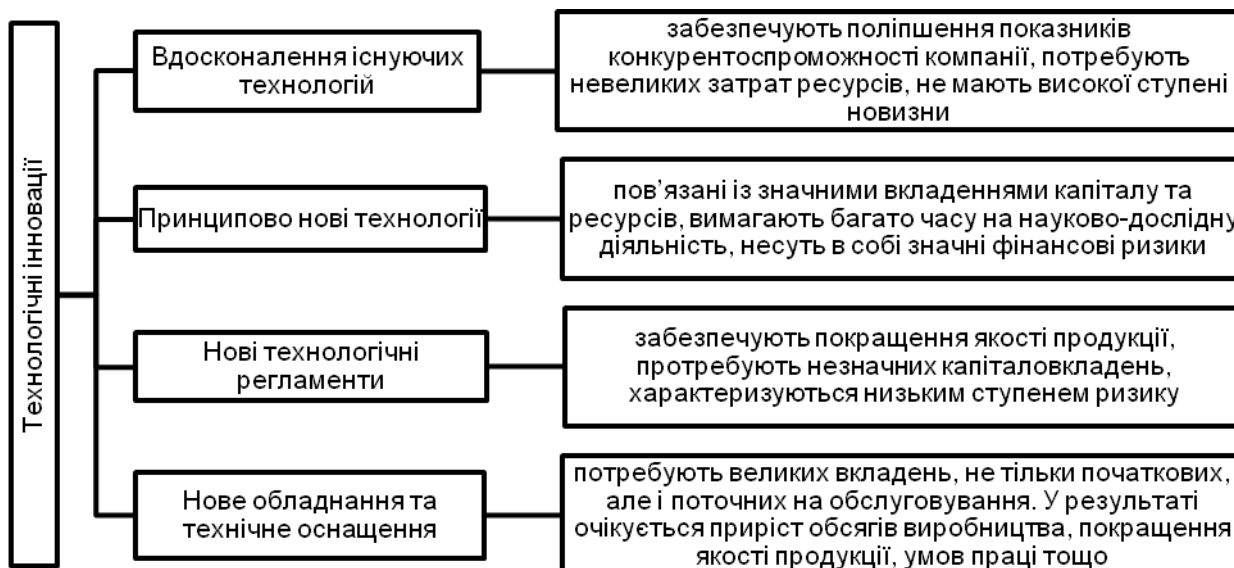 Технологічні інновації
Вдосконалення існуючих
технологій
забезпечують поліпшення показників
конкурентоспроможності компанії, потребують
невеликих затрат ресурсів, не мають високої ступені
новизни
Принципово нові технології
пов’язані із значними вкладеннями капіталу та
ресурсів, вимагають багато часу на науково-дослідну
діяльність, несуть в собі значні фінансові ризики
Нові технологічні
регламенти
забезпечують покращення якості продукції,
протребують незначних капіталовкладень,
характеризуються низьким ступенем ризику
Нове обладнання та
технічне оснащення
потребують великих вкладень, не тільки початкових,
але і поточних на обслуговування. У результаті
очікується приріст обсягів виробництва, покращення
якості продукції, умов праці тощо